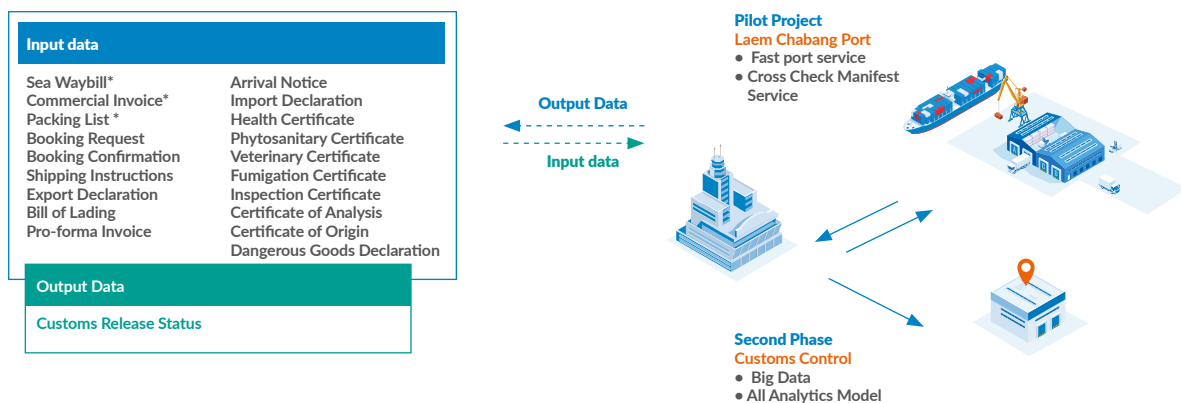 Input data
Sea Waybill*
Commercial Invoice*
Packing List *
Booking Request
Booking Confirmation
Shipping Instructions
Export Declaration
Bill of Lading
Pro-forma Invoice
Arrival Notice
Import Declaration
Health Certificate
Phytosanitary Certificate
Veterinary Certificate
Fumigation Certificate
Inspection Certificate
Certificate of Analysis
Certificate of Origin
Dangerous Goods Declaration
Output Data
Customs Release Status
Output Data
Input data
Pilot Project
Laem Chabang Port
• Fast port service
• Cross Check Manifest
Service
Second Phase
Customs Control
• Big Data
• All Analytics Model